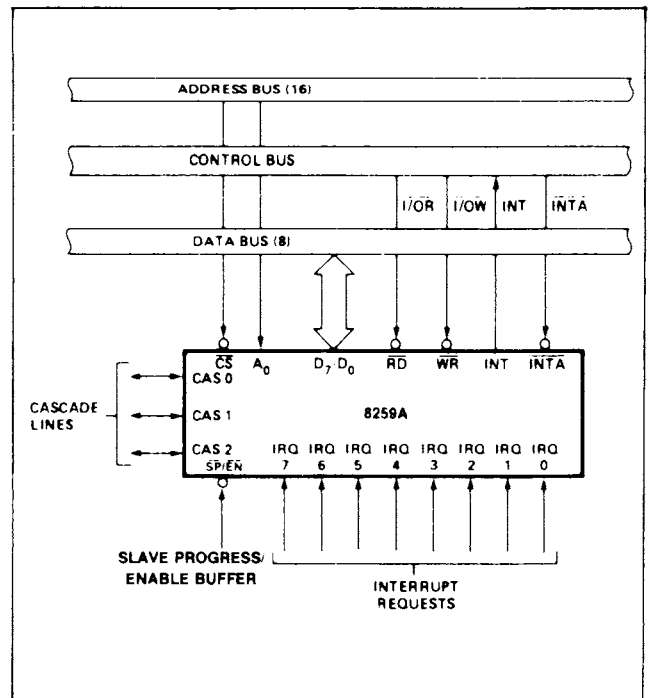 ADDRESS BUS (16)
CONTROL BUS
I/OR I/OW INT INTA
DATA BUS (8)
CS A0 D7-D0 RD WR INT INTA
CAS 0
CASCADE LINES
CAS 1
8259A
CAS 2
SP/EN
IRQ 7 IRQ 6 IRQ 5 IRQ 4 IRQ 3 IRQ 2 IRQ 1 IRQ 0
SLAVE PROGRESS/
ENABLE BUFFER
INTERRUPT
REQUESTS